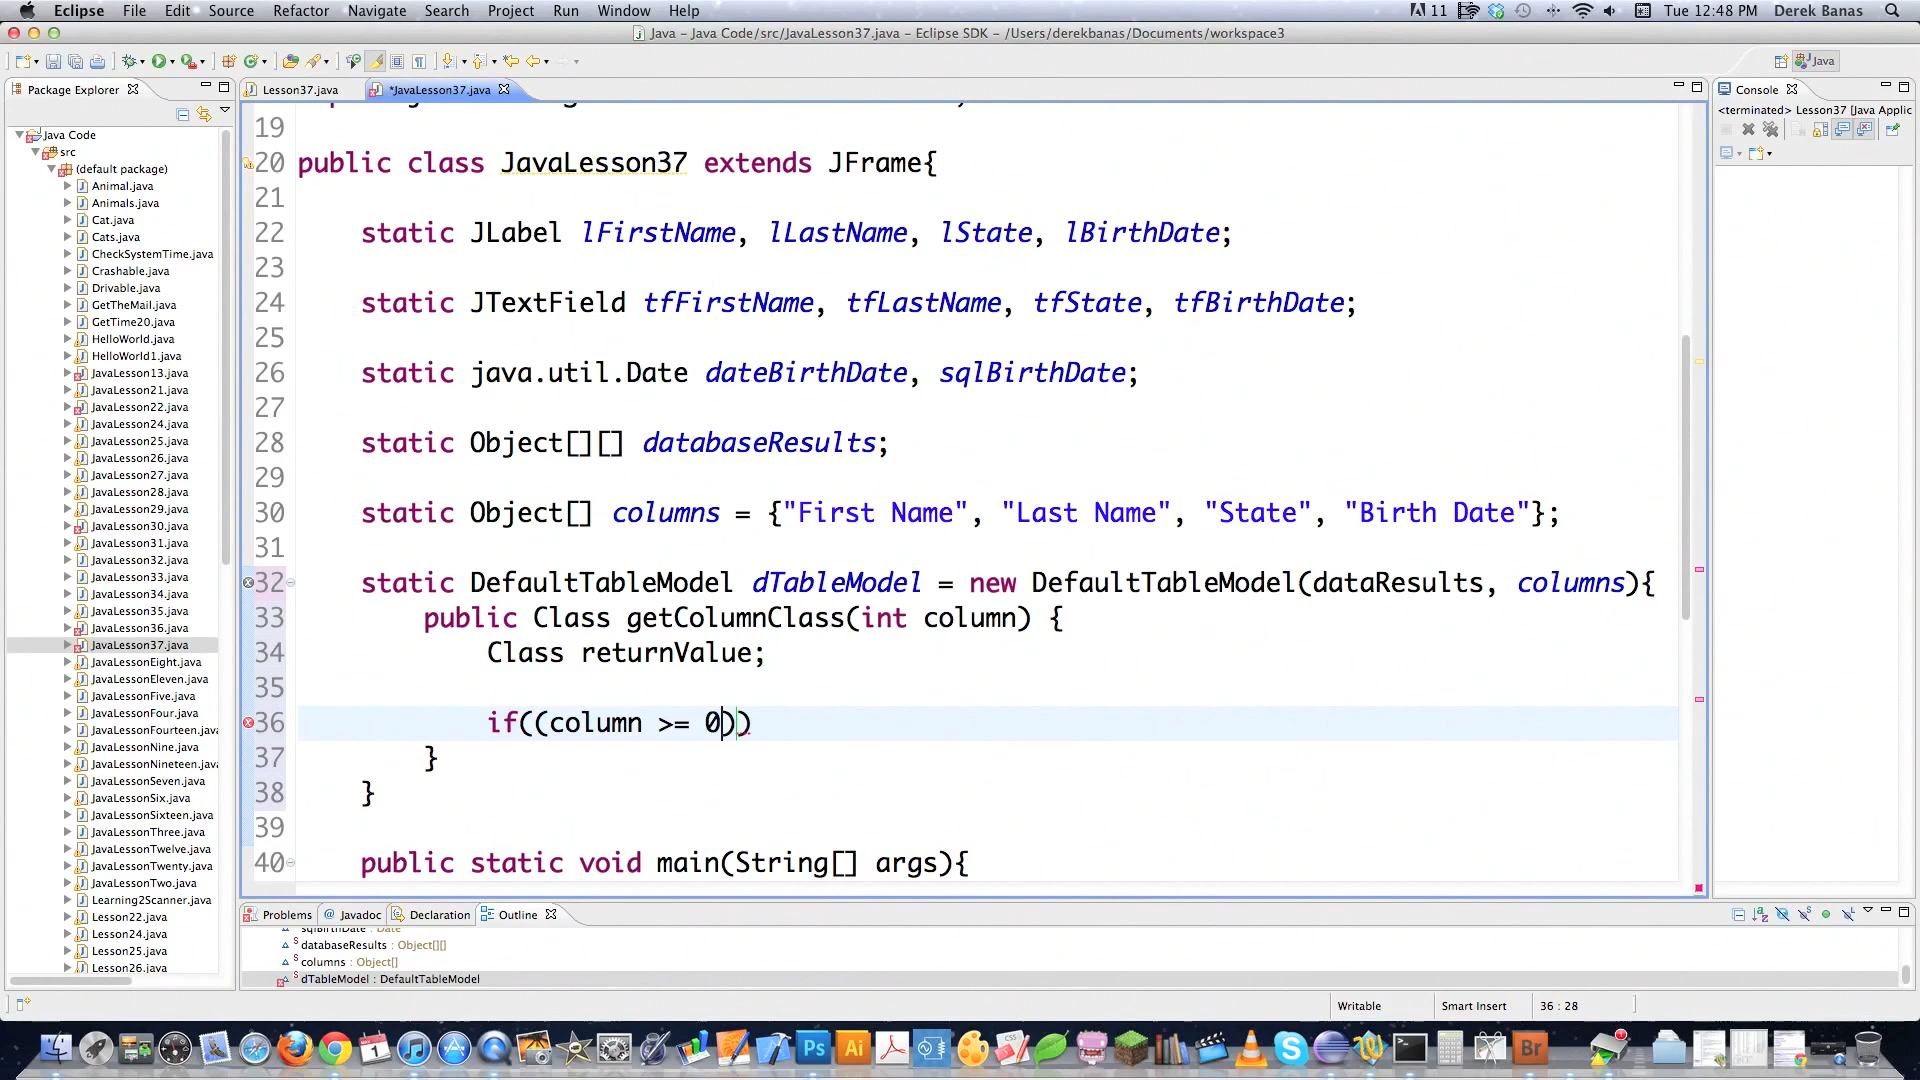 Eclipse File Edit Source Refactor Navigate Search Project Run Window Help 11 Tue 12:48 PM Derek Banas
Java – Java Code/src/JavaLesson37.java – Eclipse SDK – /Users/derekbanas/Documents/workspace3
Java
Package Explorer
Lesson37.java
*JavaLesson37.java
Console
<terminated> Lesson37 [Java Applic
Java Code
src
(default package)
Animal.java
Animals.java
Cat.java
Cats.java
CheckSystemTime.java
Crashable.java
Drivable.java
GetTheMail.java
GetTime20.java
HelloWorld.java
HelloWorld1.java
JavaLesson13.java
JavaLesson21.java
JavaLesson22.java
JavaLesson24.java
JavaLesson25.java
JavaLesson26.java
JavaLesson27.java
JavaLesson28.java
JavaLesson29.java
JavaLesson30.java
JavaLesson31.java
JavaLesson32.java
JavaLesson33.java
JavaLesson34.java
JavaLesson35.java
JavaLesson36.java
JavaLesson37.java
JavaLessonEight.java
JavaLessonEleven.java
JavaLessonFive.java
JavaLessonFour.java
JavaLessonFourteen.java
JavaLessonNine.java
JavaLessonNineteen.java
JavaLessonSeven.java
JavaLessonSix.java
JavaLessonSixteen.java
JavaLessonThree.java
JavaLessonTwelve.java
JavaLessonTwenty.java
JavaLessonTwo.java
Learning2Scanner.java
Lesson22.java
Lesson24.java
Lesson25.java
Lesson26.java
19
20 public class JavaLesson37 extends JFrame{
21
22 static JLabel lFirstName, lLastName, lState, lBirthDate;
23
24 static JTextField tfFirstName, tfLastName, tfState, tfBirthDate;
25
26 static java.util.Date dateBirthDate, sqlBirthDate;
27
28 static Object[][] databaseResults;
29
30 static Object[] columns = {"First Name", "Last Name", "State", "Birth Date"};
31
32 static DefaultTableModel dTableModel = new DefaultTableModel(dataResults, columns){
33 public Class getColumnClass(int column) {
34 Class returnValue;
35
36 if((column >= 0))
37 }
38 }
39
40 public static void main(String[] args){
Problems
@ Javadoc
Declaration
Outline
sqlBirthDate : Date
databaseResults : Object[][]
columns : Object[]
dTableModel : DefaultTableModel
Writable Smart Insert 36 : 28
Ps Ai Br